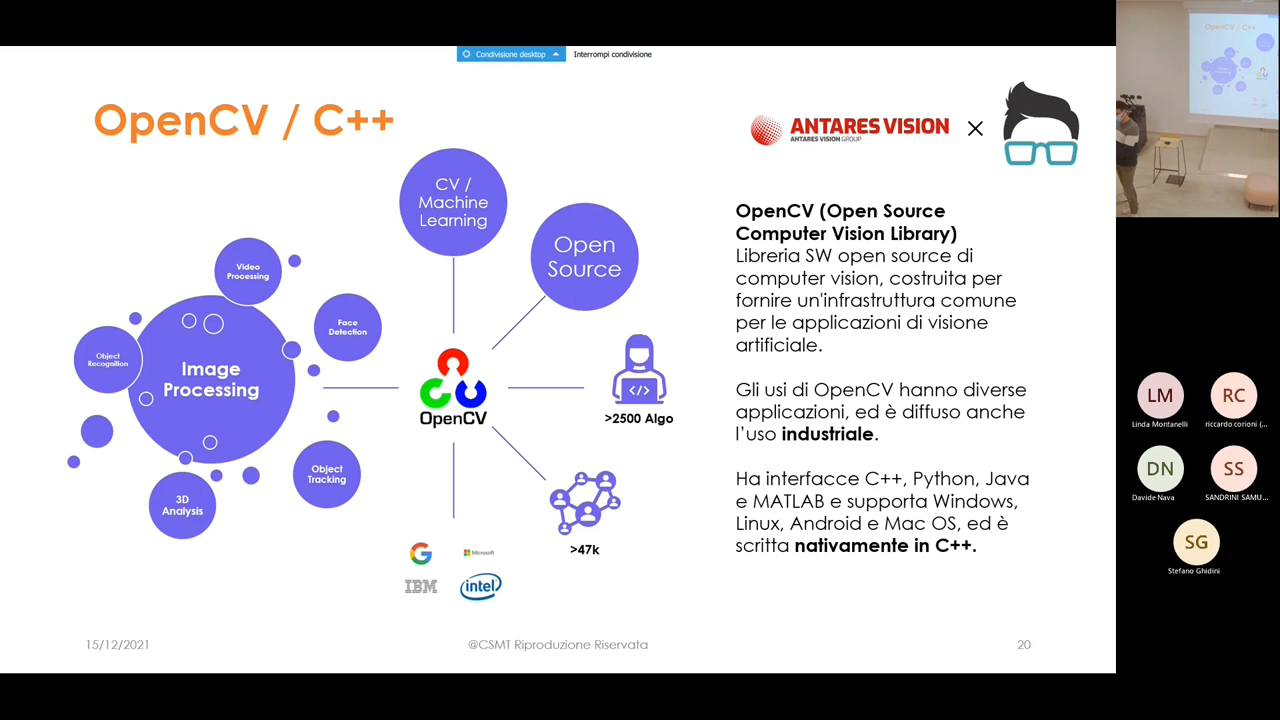 Condivisione desktop
Interrompi condivisione
OpenCV / C++
ANTARES VISION
ANTARES VISION GROUP
CV /
Machine
Learning
Open
Source
Video
Processing
Face
Detection
Object
Recognition
Image
Processing
Object
Tracking
3D
Analysis
OpenCV
</>
>2500 Algo
>47k
G
Microsoft
IBM
intel
OpenCV (Open Source
Computer Vision Library)
Libreria SW open source di
computer vision, costruita per
fornire un'infrastruttura comune
per le applicazioni di visione
artificiale.
Gli usi di OpenCV hanno diverse
applicazioni, ed è diffuso anche
l’uso industriale.
Ha interfacce C++, Python, Java
e MATLAB e supporta Windows,
Linux, Android e Mac OS, ed è
scritta nativamente in C++.
15/12/2021
@CSMT Riproduzione Riservata
20
OpenCV / C++
LM
Linda Montanelli
RC
riccardo corioni (...
DN
Davide Nava
SS
SANDRINI SAMU...
SG
Stefano Ghidini